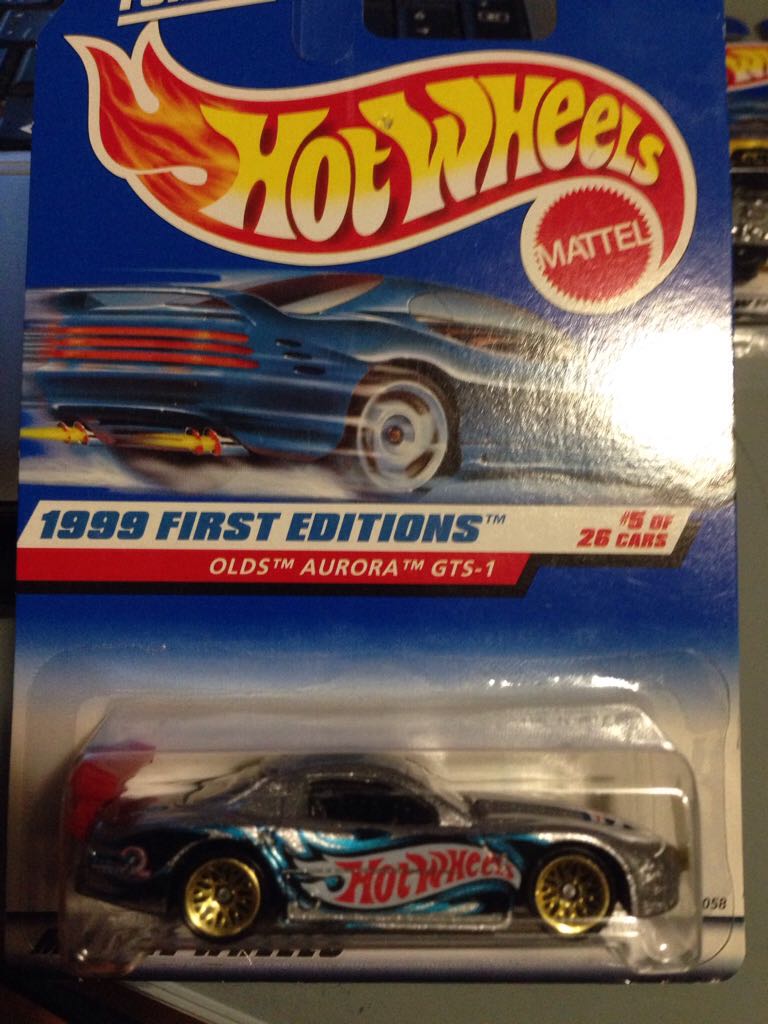 HOT WHEELS
MATTEL
1999 FIRST EDITIONS™
#5 OF
26 CARS
OLDS™ AURORA™ GTS-1
HOT WHEELS
058